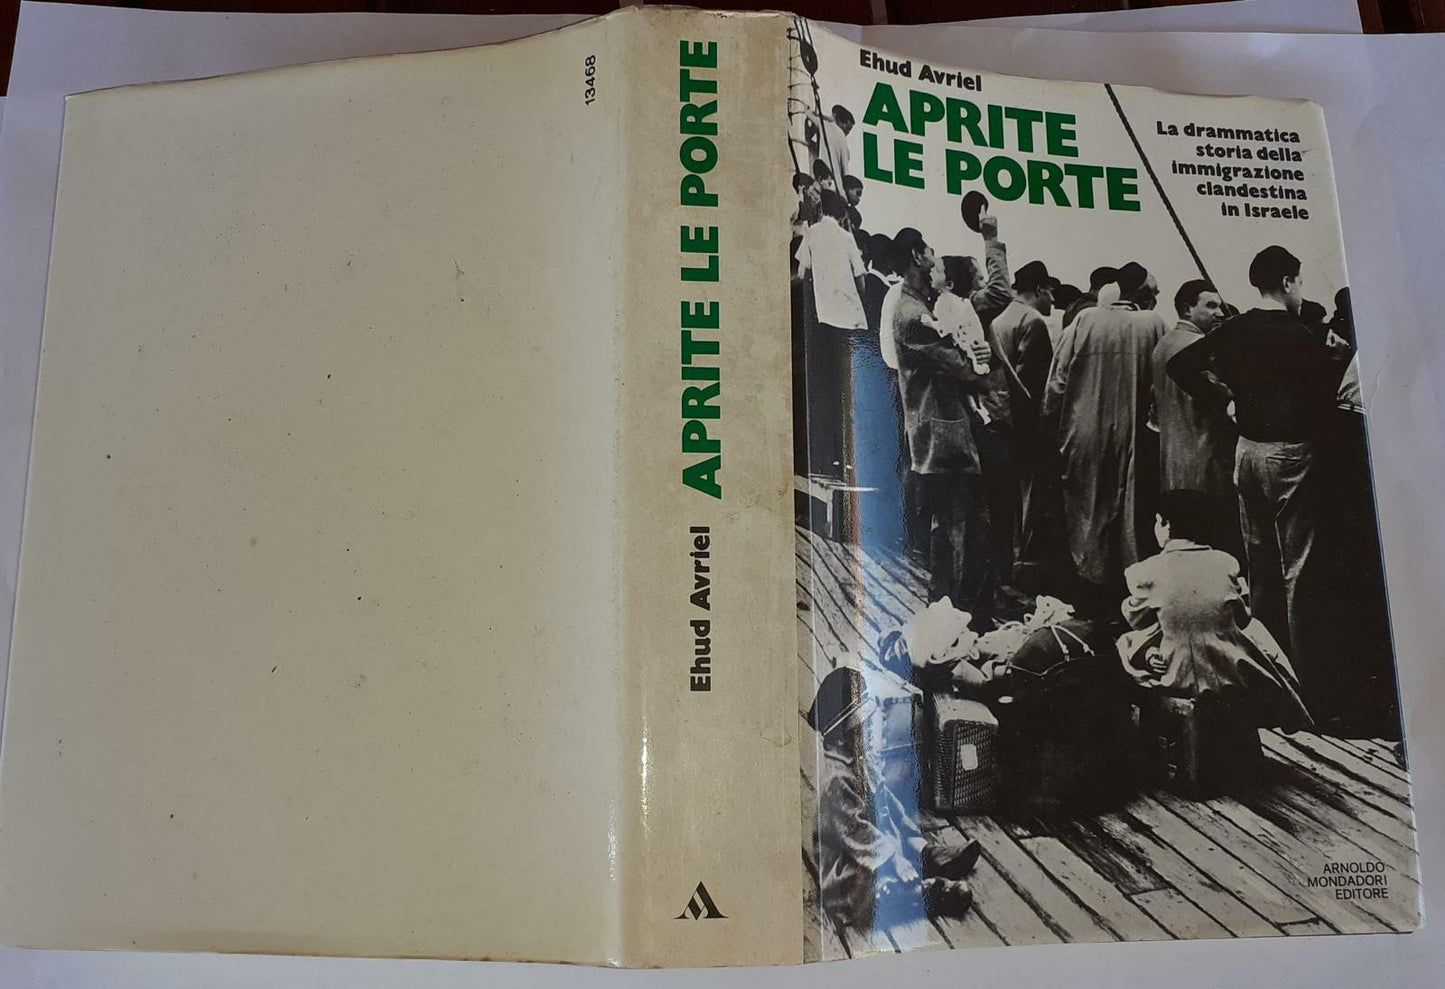 13468
APRITE LE PORTE
Ehud Avriel
Ehud Avriel
APRITE
LE PORTE
La drammatica
storia della
immigrazione
clandestina
in Israele
ARNOLDO
MONDADORI
EDITORE